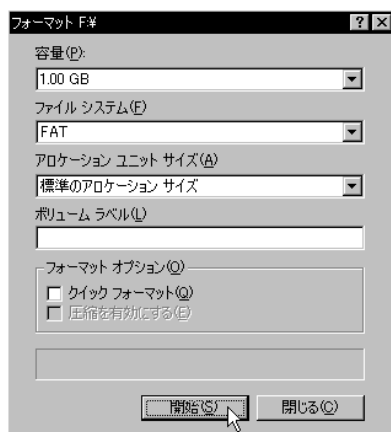 フォーマット F:¥
容量(P):
1.00 GB
ファイル システム(F)
FAT
アロケーション ユニット サイズ(A)
標準のアロケーション サイズ
ボリューム ラベル(L)
フォーマット オプション(O)
クイック フォーマット(Q)
圧縮を有効にする(E)
開始(S)
閉じる(C)